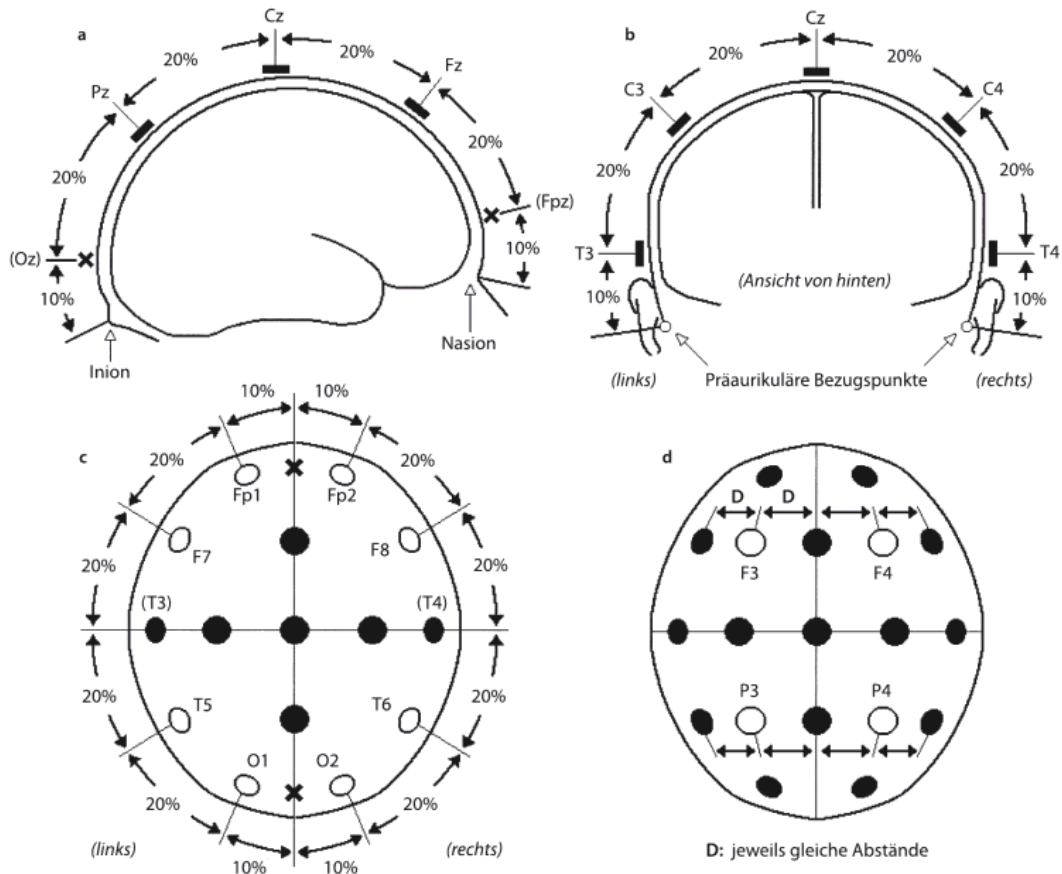 a
Cz
20%
20%
Pz
Fz
20%
20%
(Oz)
(Fpz)
10%
10%
Inion
Nasion
b
Cz
20%
20%
C3
C4
20%
20%
T3
T4
(Ansicht von hinten)
10%
10%
(links)
Präaurikuläre Bezugspunkte
(rechts)
c
10%
10%
20%
20%
Fp1
Fp2
F7
F8
20%
20%
(T3)
(T4)
20%
20%
T5
T6
O1
O2
20%
20%
(links)
10%
10%
(rechts)
d
D
D
F3
F4
P3
P4
D: jeweils gleiche Abstände